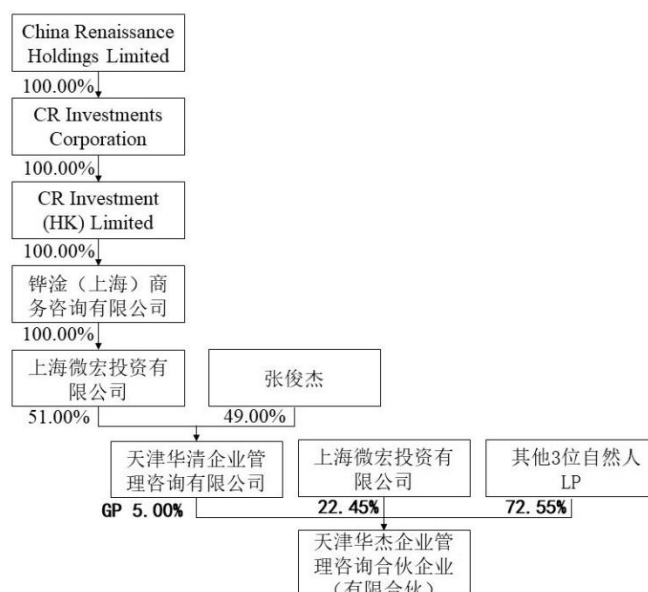 China Renaissance
Holdings Limited
100.00%
CR Investments
Corporation
100.00%
CR Investment
(HK) Limited
100.00%
铧淦（上海）商
务咨询有限公司
100.00%
上海微宏投资有
限公司
张俊杰
51.00%
49.00%
天津华清企业管
理咨询有限公司
上海微宏投资有
限公司
其他3位自然人
LP
GP 5.00%
22.45%
72.55%
天津华杰企业管
理咨询合伙企业
（有限合伙）